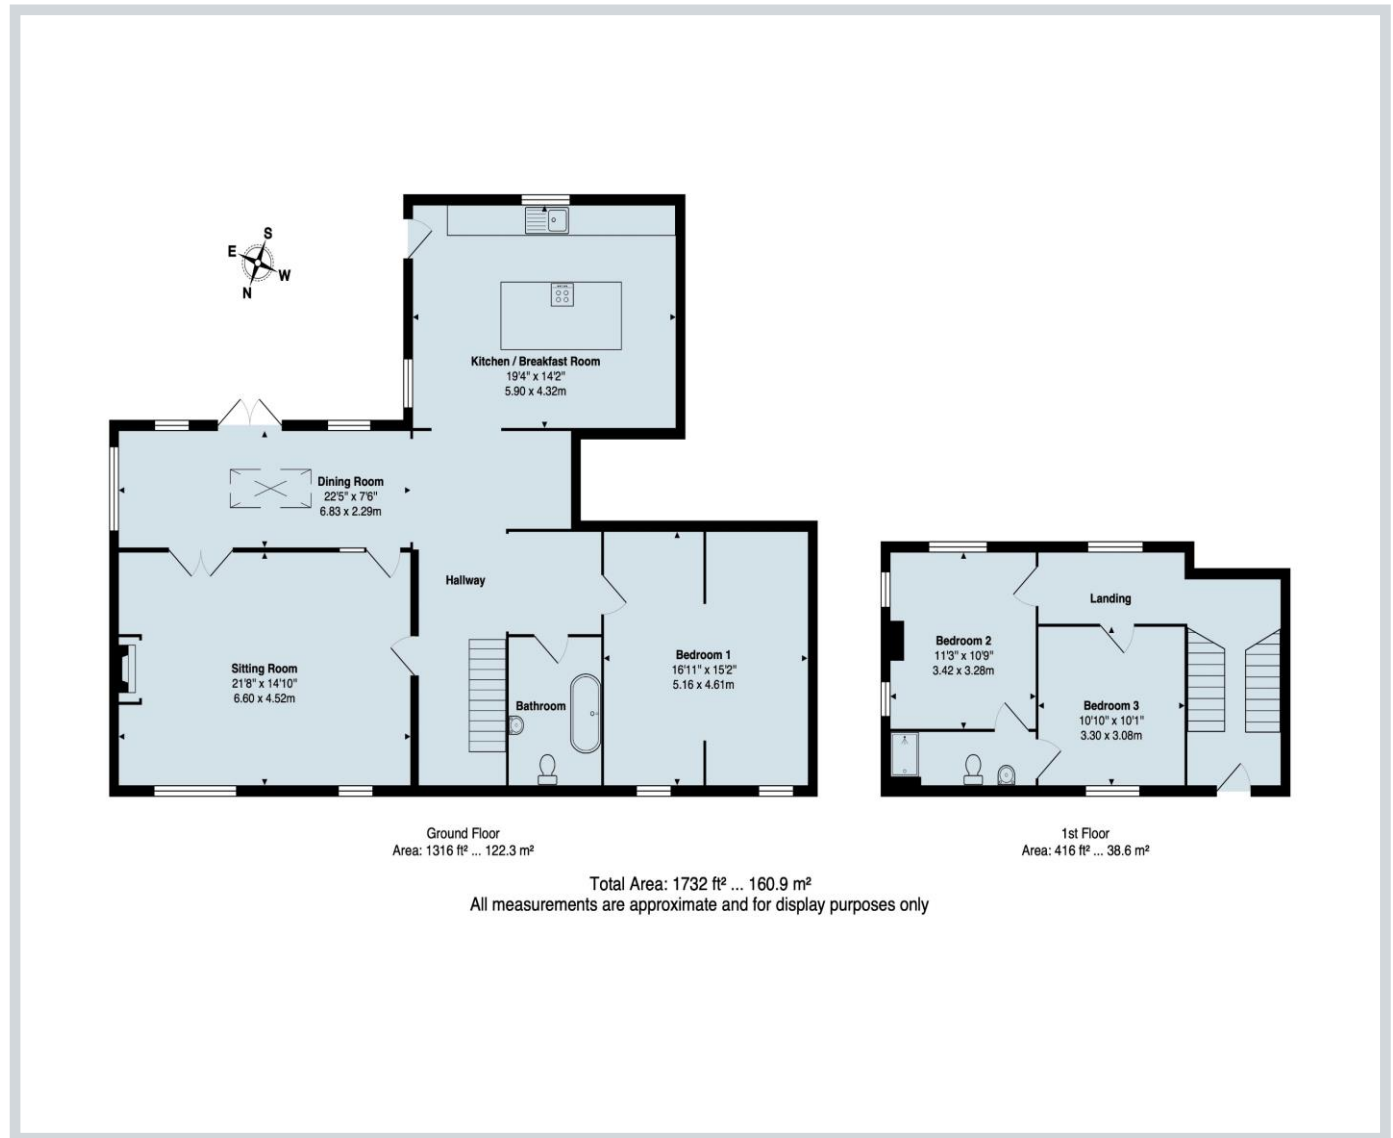 S
E
W
N
Kitchen / Breakfast Room
19'4" x 14'2"
5.90 x 4.32m
Dining Room
22'5" x 7'6"
6.83 x 2.29m
Hallway
Sitting Room
21'8" x 14'10"
6.60 x 4.52m
Bathroom
Bedroom 1
16'11" x 15'2"
5.16 x 4.61m
Ground Floor
Area: 1316 ft² ... 122.3 m²
Landing
Bedroom 2
11'3" x 10'9"
3.42 x 3.28m
Bedroom 3
10'10" x 10'1"
3.30 x 3.08m
1st Floor
Area: 416 ft² ... 38.6 m²
Total Area: 1732 ft² ... 160.9 m²
All measurements are approximate and for display purposes only